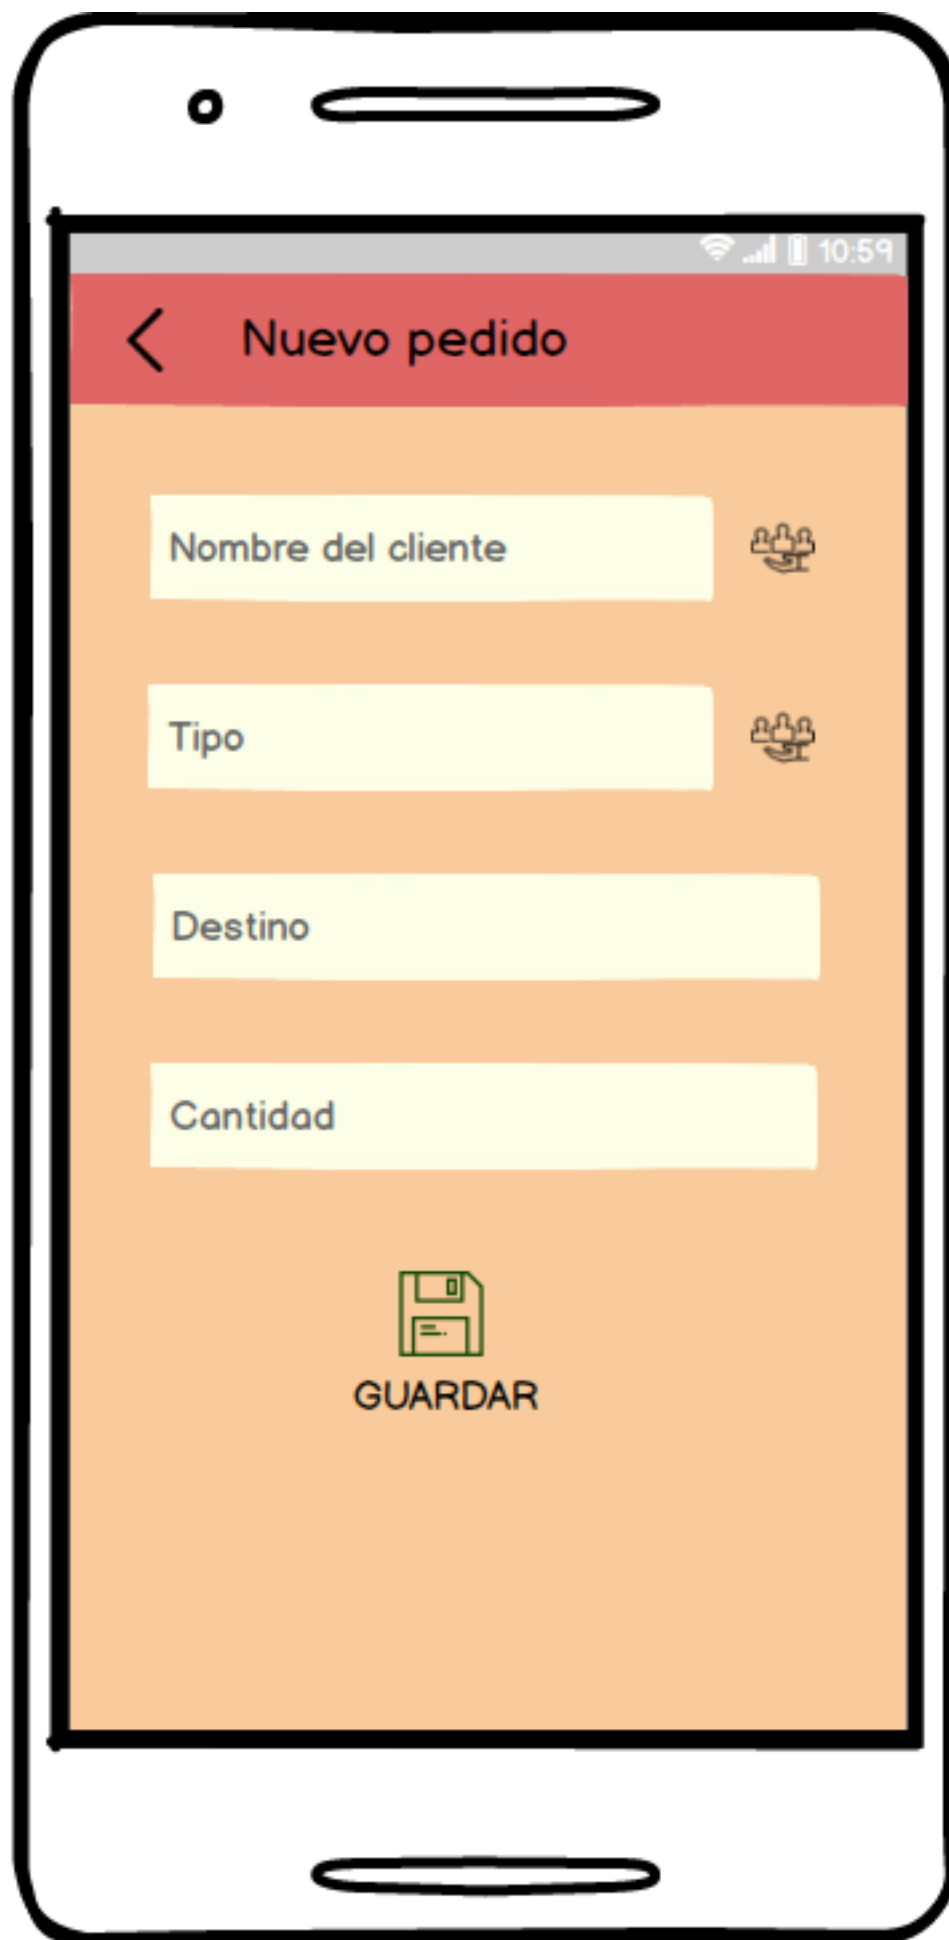 10:59
Nuevo pedido
Nombre del cliente
Tipo
Destino
Cantidad
GUARDAR